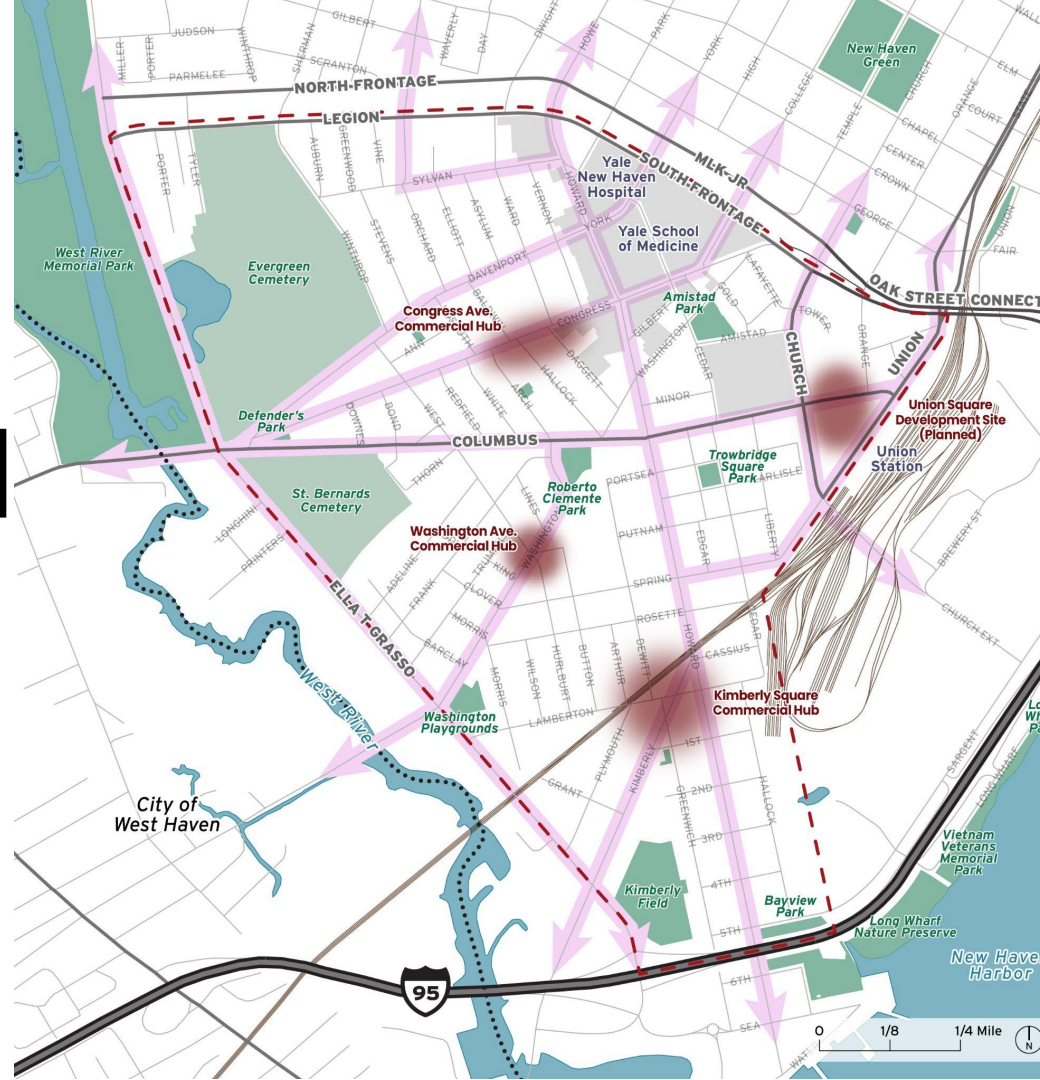 GILBERT
JUDSON
MILLER
PORTER
WINTHROP
SHERMAN
SCRANTON
WAVERLY
DAY
DWIGHT
HOWE
PARK
YORK
HIGH
WALL
New Haven
Green
CHURCH
ELM
PARMELEE
NORTH FRONTAGE
LEGION
COLLEGE
TEMPLE
ORANGE
COURT
STATE
CHAPEL
CENTER
CROWN
GEORGE
UNION
FAIR
PORTER
TYLER
AUBURN
GREENWOOD
VINE
SYLVAN
Yale
New Haven
Hospital
MLK-JR
SOUTH-FRONTAGE
HOWARD
YORK
VERNON
WARD
ASYLUM
ELLIOTT
ORCHARD
STEVENS
WINTHROP
Yale School
of Medicine
West River
Memorial Park
Evergreen
Cemetery
DAVENPORT
LAFAYETTE
GOLD
OAK STREET CONNECT
Congress Ave.
Commercial Hub
BALDWIN
CONGRESS
GILBERT
Amistad
Park
TOWER
AMISTAD
ORANGE
UNION
CHURCH
ANN
DAGGETT
WASHINGTON
CEDAR
HALLOCK
ARCH
WHITE
REDFIELD
WEST
BOND
DOWNES
MINOR
Defender's
Park
Union Square
Development Site
(Planned)
COLUMBUS
Union
Station
THORN
St. Bernards
Cemetery
Roberto
Clemente
Park
PORTSEA
Trowbridge
Square
Park
CARLISLE
LONGHINI
PRINTERS
LINES
WASHINGTON
Washington Ave.
Commercial Hub
PUTNAM
EDGAR
LIBERTY
BREWERY ST
ADELINE
FRANK
KING
CLOVER
MORRIS
BARCLAY
SPRING
ROSETTE
CEDAR
CHURCH EXT
ELLA T GRASSO
MORRIS
WILSON
HURLBURT
BUTTON
ARTHUR
DEWITT
HOWARD
CASSIUS
West River
LAMBERTON
Kimberly Square
Commercial Hub
Washington
Playgrounds
PLYMOUTH
KIMBERLY
1ST
GRANT
2ND
GREENWICH
HALLOCK
3RD
SARGENT
LONG WHARF
City of
West Haven
Vietnam
Veterans
Memorial
Park
Kimberly
Field
4TH
Bayview
Park
5TH
Long Wharf
Nature Preserve
New Have
Harbor
95
6TH
SEA
0 1/8 1/4 Mile
N